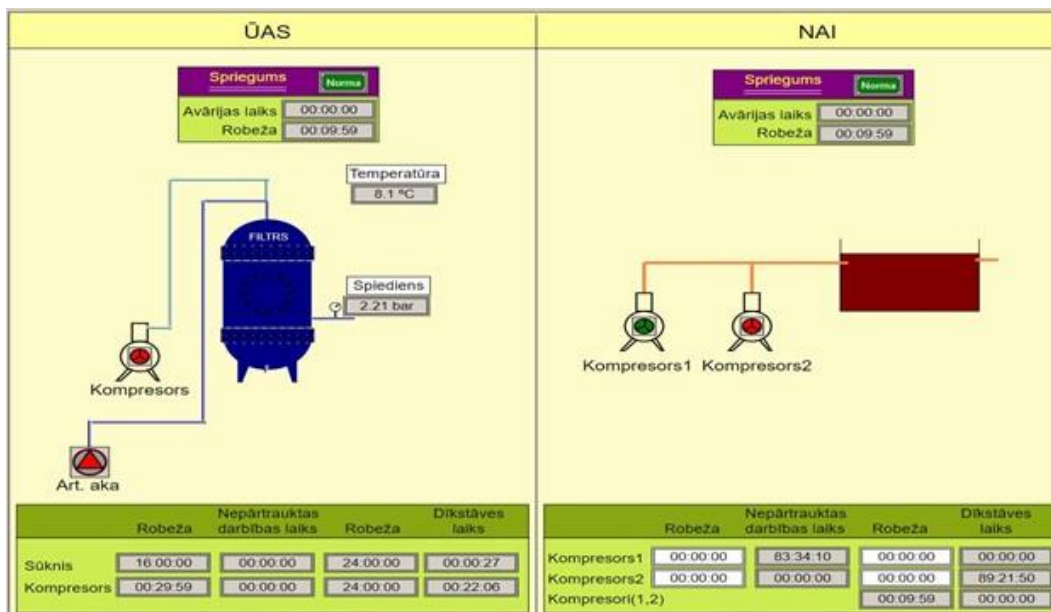 ŪAS
Spriegums Norma
Avārijas laiks 00:00:00
Robeža 00:09:59
Temperatūra
8.1 ºC
FILTRS
Spiediens
2.21 bar
Kompresors
Art. aka
Robeža Nepārtrauktas darbības laiks Robeža Dīkstāves laiks
Sūknis 16:00:00 00:00:00 24:00:00 00:00:27
Kompresors 00:29:59 00:00:00 24:00:00 00:22:06
NAI
Spriegums Norma
Avārijas laiks 00:00:00
Robeža 00:09:59
Kompresors1 Kompresors2
Robeža Nepārtrauktas darbības laiks Robeža Dīkstāves laiks
Kompresors1 00:00:00 83:34:10 00:00:00 00:00:00
Kompresors2 00:00:00 00:00:00 00:00:00 89:21:50
Kompresori(1,2) 00:09:59 00:00:00